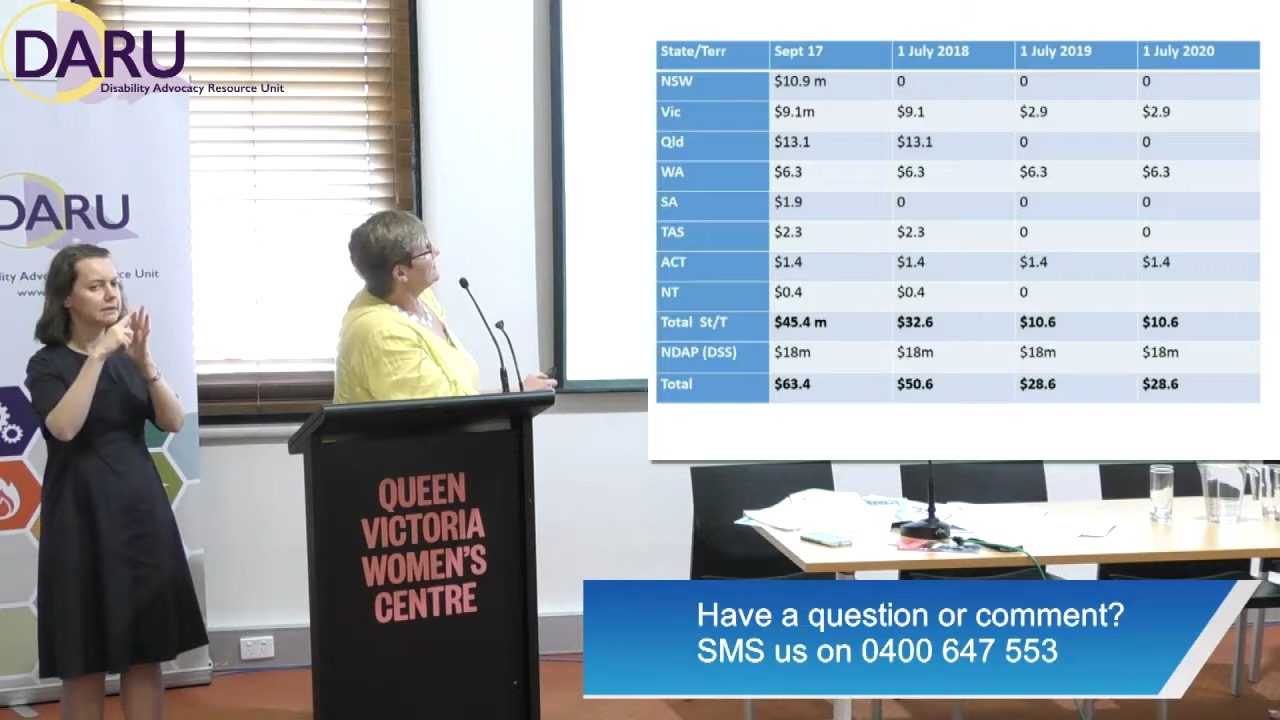 DARU
Disability Advocacy Resource Unit
DARU
ility Advo ce Resource Unit
www.
State/Terr Sept 17 1 July 2018 1 July 2019 1 July 2020
NSW $10.9 m 0 0 0
Vic $9.1m $9.1 $2.9 $2.9
Qld $13.1 $13.1 0 0
WA $6.3 $6.3 $6.3 $6.3
SA $1.9 0 0 0
TAS $2.3 $2.3 0 0
ACT $1.4 $1.4 $1.4 $1.4
NT $0.4 $0.4 0
Total St/T $45.4 m $32.6 $10.6 $10.6
NDAP (DSS) $18m $18m $18m $18m
Total $63.4 $50.6 $28.6 $28.6
QUEEN
VICTORIA
WOMEN'S
CENTRE
Have a question or comment?
SMS us on 0400 647 553